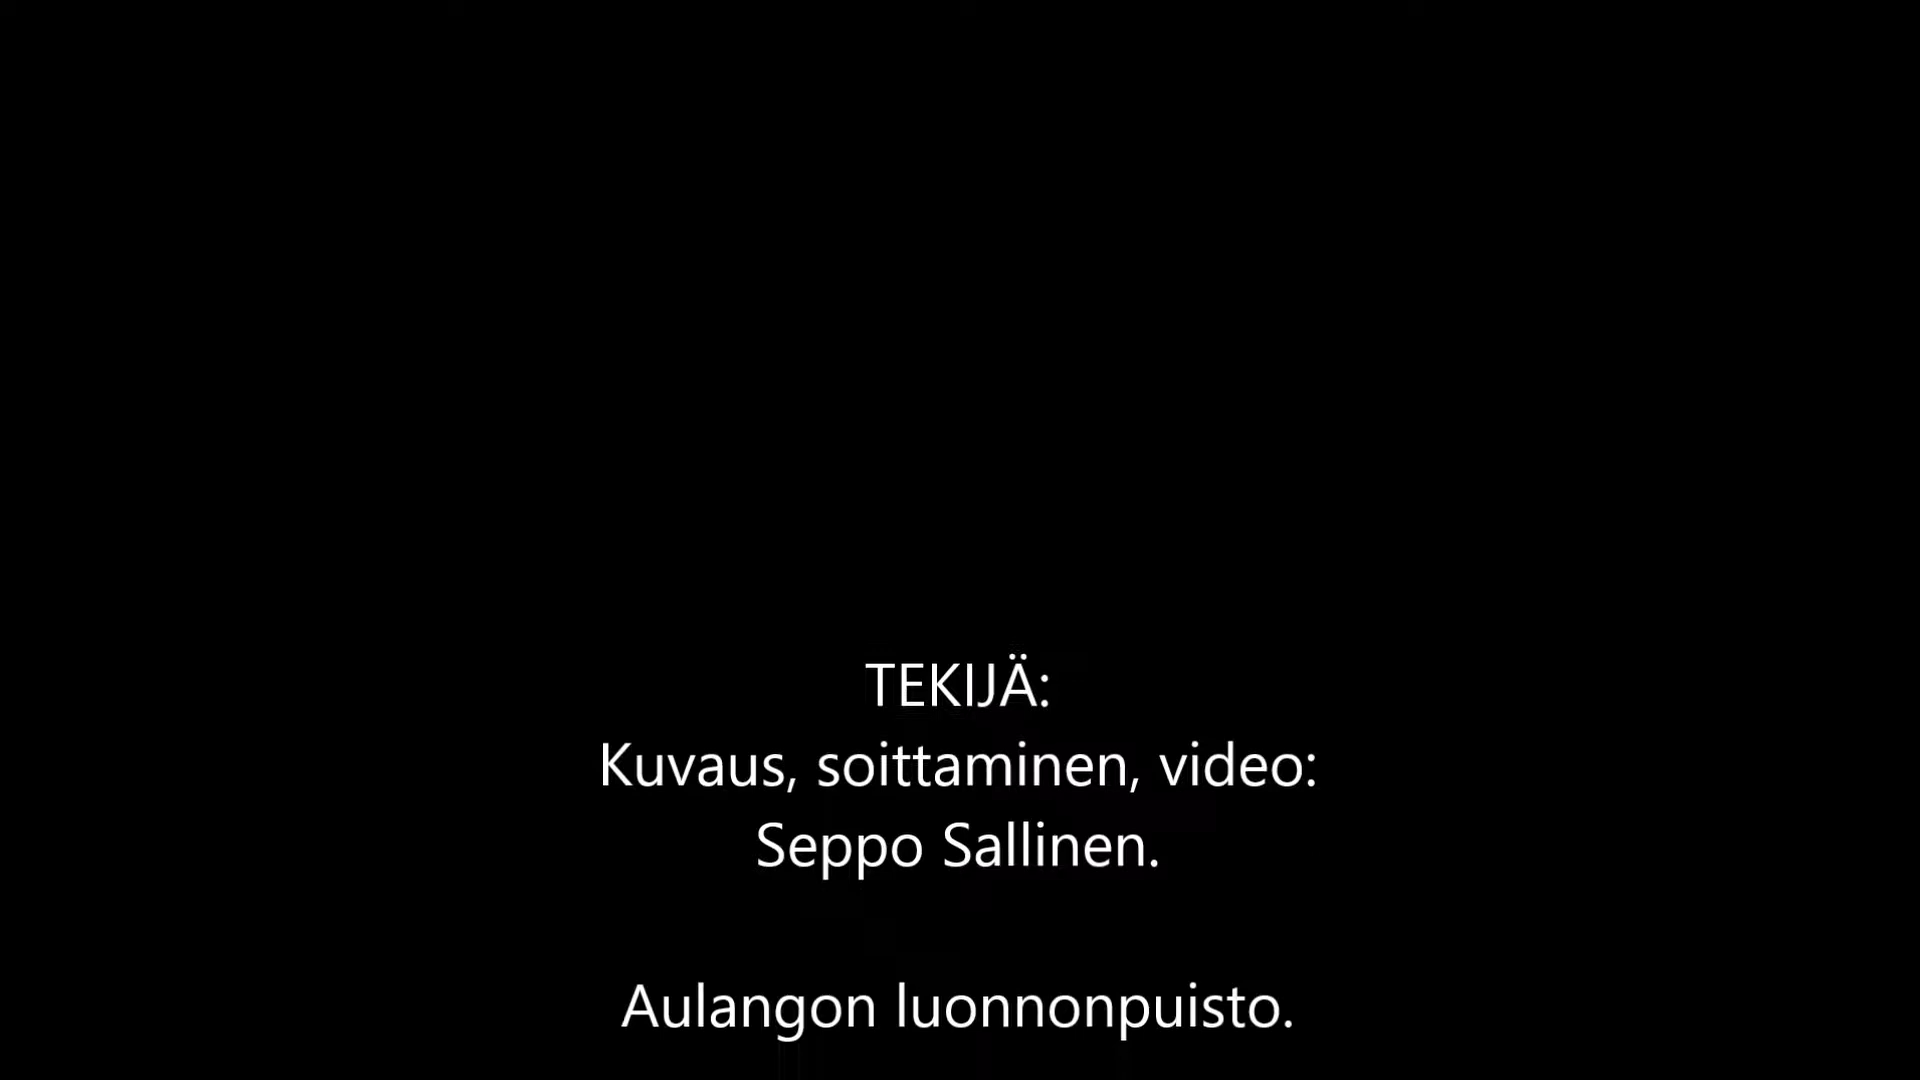 TEKIJÄ:
Kuvaus, soittaminen, video:
Seppo Sallinen.
Aulangon luonnonpuisto.